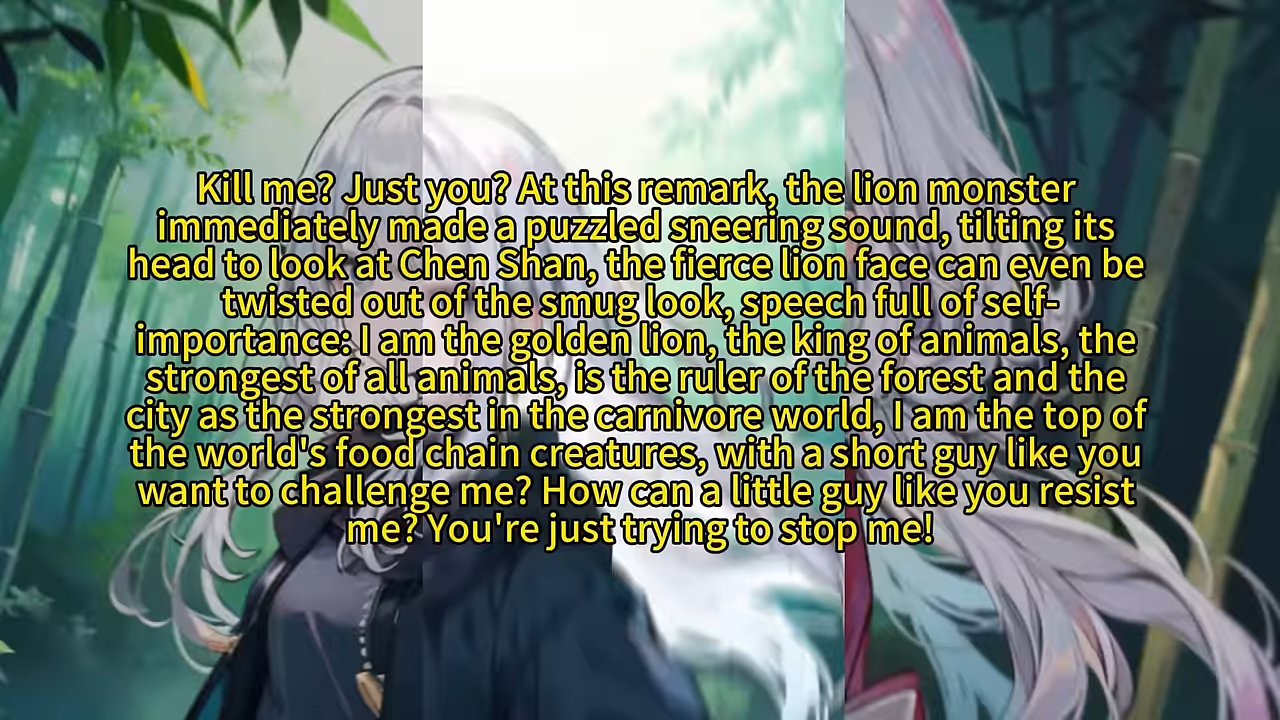 Kill me? Just you? At this remark, the lion monster
immediately made a puzzled sneering sound, tilting its
head to look at Chen Shan, the fierce lion face can even be
twisted out of the smug look, speech full of self-
importance: I am the golden lion, the king of animals, the
strongest of all animals, is the ruler of the forest and the
city as the strongest in the carnivore world, I am the top of
the world's food chain creatures, with a short guy like you
want to challenge me? How can a little guy like you resist
me? You're just trying to stop me!